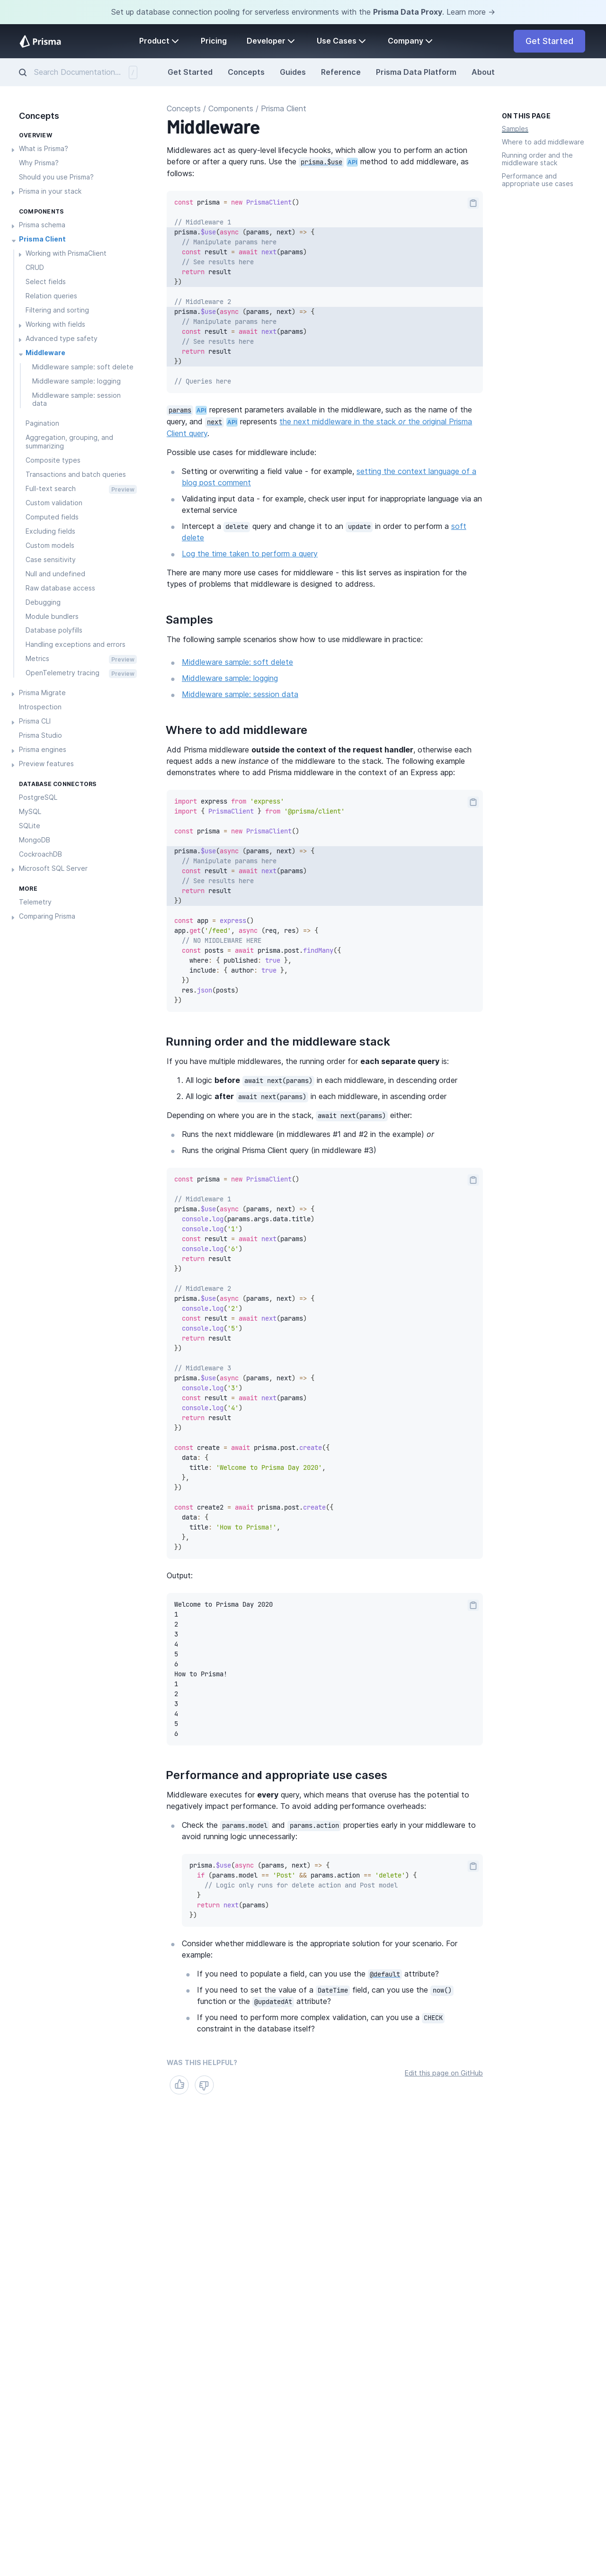 Set up database connection pooling for serverless environments with the Prisma Data Proxy. Learn more →
Prisma
Product
Pricing
Developer
Use Cases
Company
Get Started
Search Documentation... /
Get Started
Concepts
Guides
Reference
Prisma Data Platform
About
Concepts
OVERVIEW
What is Prisma?
Why Prisma?
Should you use Prisma?
Prisma in your stack
COMPONENTS
Prisma schema
Prisma Client
Working with PrismaClient
CRUD
Select fields
Relation queries
Filtering and sorting
Working with fields
Advanced type safety
Middleware
Middleware sample: soft delete
Middleware sample: logging
Middleware sample: session
data
Pagination
Aggregation, grouping, and
summarizing
Composite types
Transactions and batch queries
Full-text search Preview
Custom validation
Computed fields
Excluding fields
Custom models
Case sensitivity
Null and undefined
Raw database access
Debugging
Module bundlers
Database polyfills
Handling exceptions and errors
Metrics Preview
OpenTelemetry tracing Preview
Prisma Migrate
Introspection
Prisma CLI
Prisma Studio
Prisma engines
Preview features
DATABASE CONNECTORS
PostgreSQL
MySQL
SQLite
MongoDB
CockroachDB
Microsoft SQL Server
MORE
Telemetry
Comparing Prisma
Concepts / Components / Prisma Client
Middleware
Middlewares act as query-level lifecycle hooks, which allow you to perform an action
before or after a query runs. Use the prisma.$use API method to add middleware, as
follows:
const prisma = new PrismaClient()
// Middleware 1
prisma.$use(async (params, next) => {
// Manipulate params here
const result = await next(params)
// See results here
return result
})
// Middleware 2
prisma.$use(async (params, next) => {
// Manipulate params here
const result = await next(params)
// See results here
return result
})
// Queries here
params API represent parameters available in the middleware, such as the name of the
query, and next API represents the next middleware in the stack or the original Prisma
Client query.
Possible use cases for middleware include:
Setting or overwriting a field value - for example, setting the context language of a
blog post comment
Validating input data - for example, check user input for inappropriate language via an
external service
Intercept a delete query and change it to an update in order to perform a soft
delete
Log the time taken to perform a query
There are many more use cases for middleware - this list serves as inspiration for the
types of problems that middleware is designed to address.
Samples
The following sample scenarios show how to use middleware in practice:
Middleware sample: soft delete
Middleware sample: logging
Middleware sample: session data
Where to add middleware
Add Prisma middleware outside the context of the request handler, otherwise each
request adds a new instance of the middleware to the stack. The following example
demonstrates where to add Prisma middleware in the context of an Express app:
import express from 'express'
import { PrismaClient } from '@prisma/client'
const prisma = new PrismaClient()
prisma.$use(async (params, next) => {
// Manipulate params here
const result = await next(params)
// See results here
return result
})
const app = express()
app.get('/feed', async (req, res) => {
// NO MIDDLEWARE HERE
const posts = await prisma.post.findMany({
where: { published: true },
include: { author: true },
})
res.json(posts)
})
Running order and the middleware stack
If you have multiple middlewares, the running order for each separate query is:
1. All logic before await next(params) in each middleware, in descending order
2. All logic after await next(params) in each middleware, in ascending order
Depending on where you are in the stack, await next(params) either:
Runs the next middleware (in middlewares #1 and #2 in the example) or
Runs the original Prisma Client query (in middleware #3)
const prisma = new PrismaClient()
// Middleware 1
prisma.$use(async (params, next) => {
console.log(params.args.data.title)
console.log('1')
const result = await next(params)
console.log('6')
return result
})
// Middleware 2
prisma.$use(async (params, next) => {
console.log('2')
const result = await next(params)
console.log('5')
return result
})
// Middleware 3
prisma.$use(async (params, next) => {
console.log('3')
const result = await next(params)
console.log('4')
return result
})
const create = await prisma.post.create({
data: {
title: 'Welcome to Prisma Day 2020',
},
})
const create2 = await prisma.post.create({
data: {
title: 'How to Prisma!',
},
})
Output:
Welcome to Prisma Day 2020
1
2
3
4
5
6
How to Prisma!
1
2
3
4
5
6
Performance and appropriate use cases
Middleware executes for every query, which means that overuse has the potential to
negatively impact performance. To avoid adding performance overheads:
Check the params.model and params.action properties early in your middleware to
avoid running logic unnecessarily:
prisma.$use(async (params, next) => {
if (params.model == 'Post' && params.action == 'delete') {
// Logic only runs for delete action and Post model
}
return next(params)
})
Consider whether middleware is the appropriate solution for your scenario. For
example:
If you need to populate a field, can you use the @default attribute?
If you need to set the value of a DateTime field, can you use the now()
function or the @updatedAt attribute?
If you need to perform more complex validation, can you use a CHECK
constraint in the database itself?
WAS THIS HELPFUL?
Edit this page on GitHub
ON THIS PAGE
Samples
Where to add middleware
Running order and the
middleware stack
Performance and
appropriate use cases